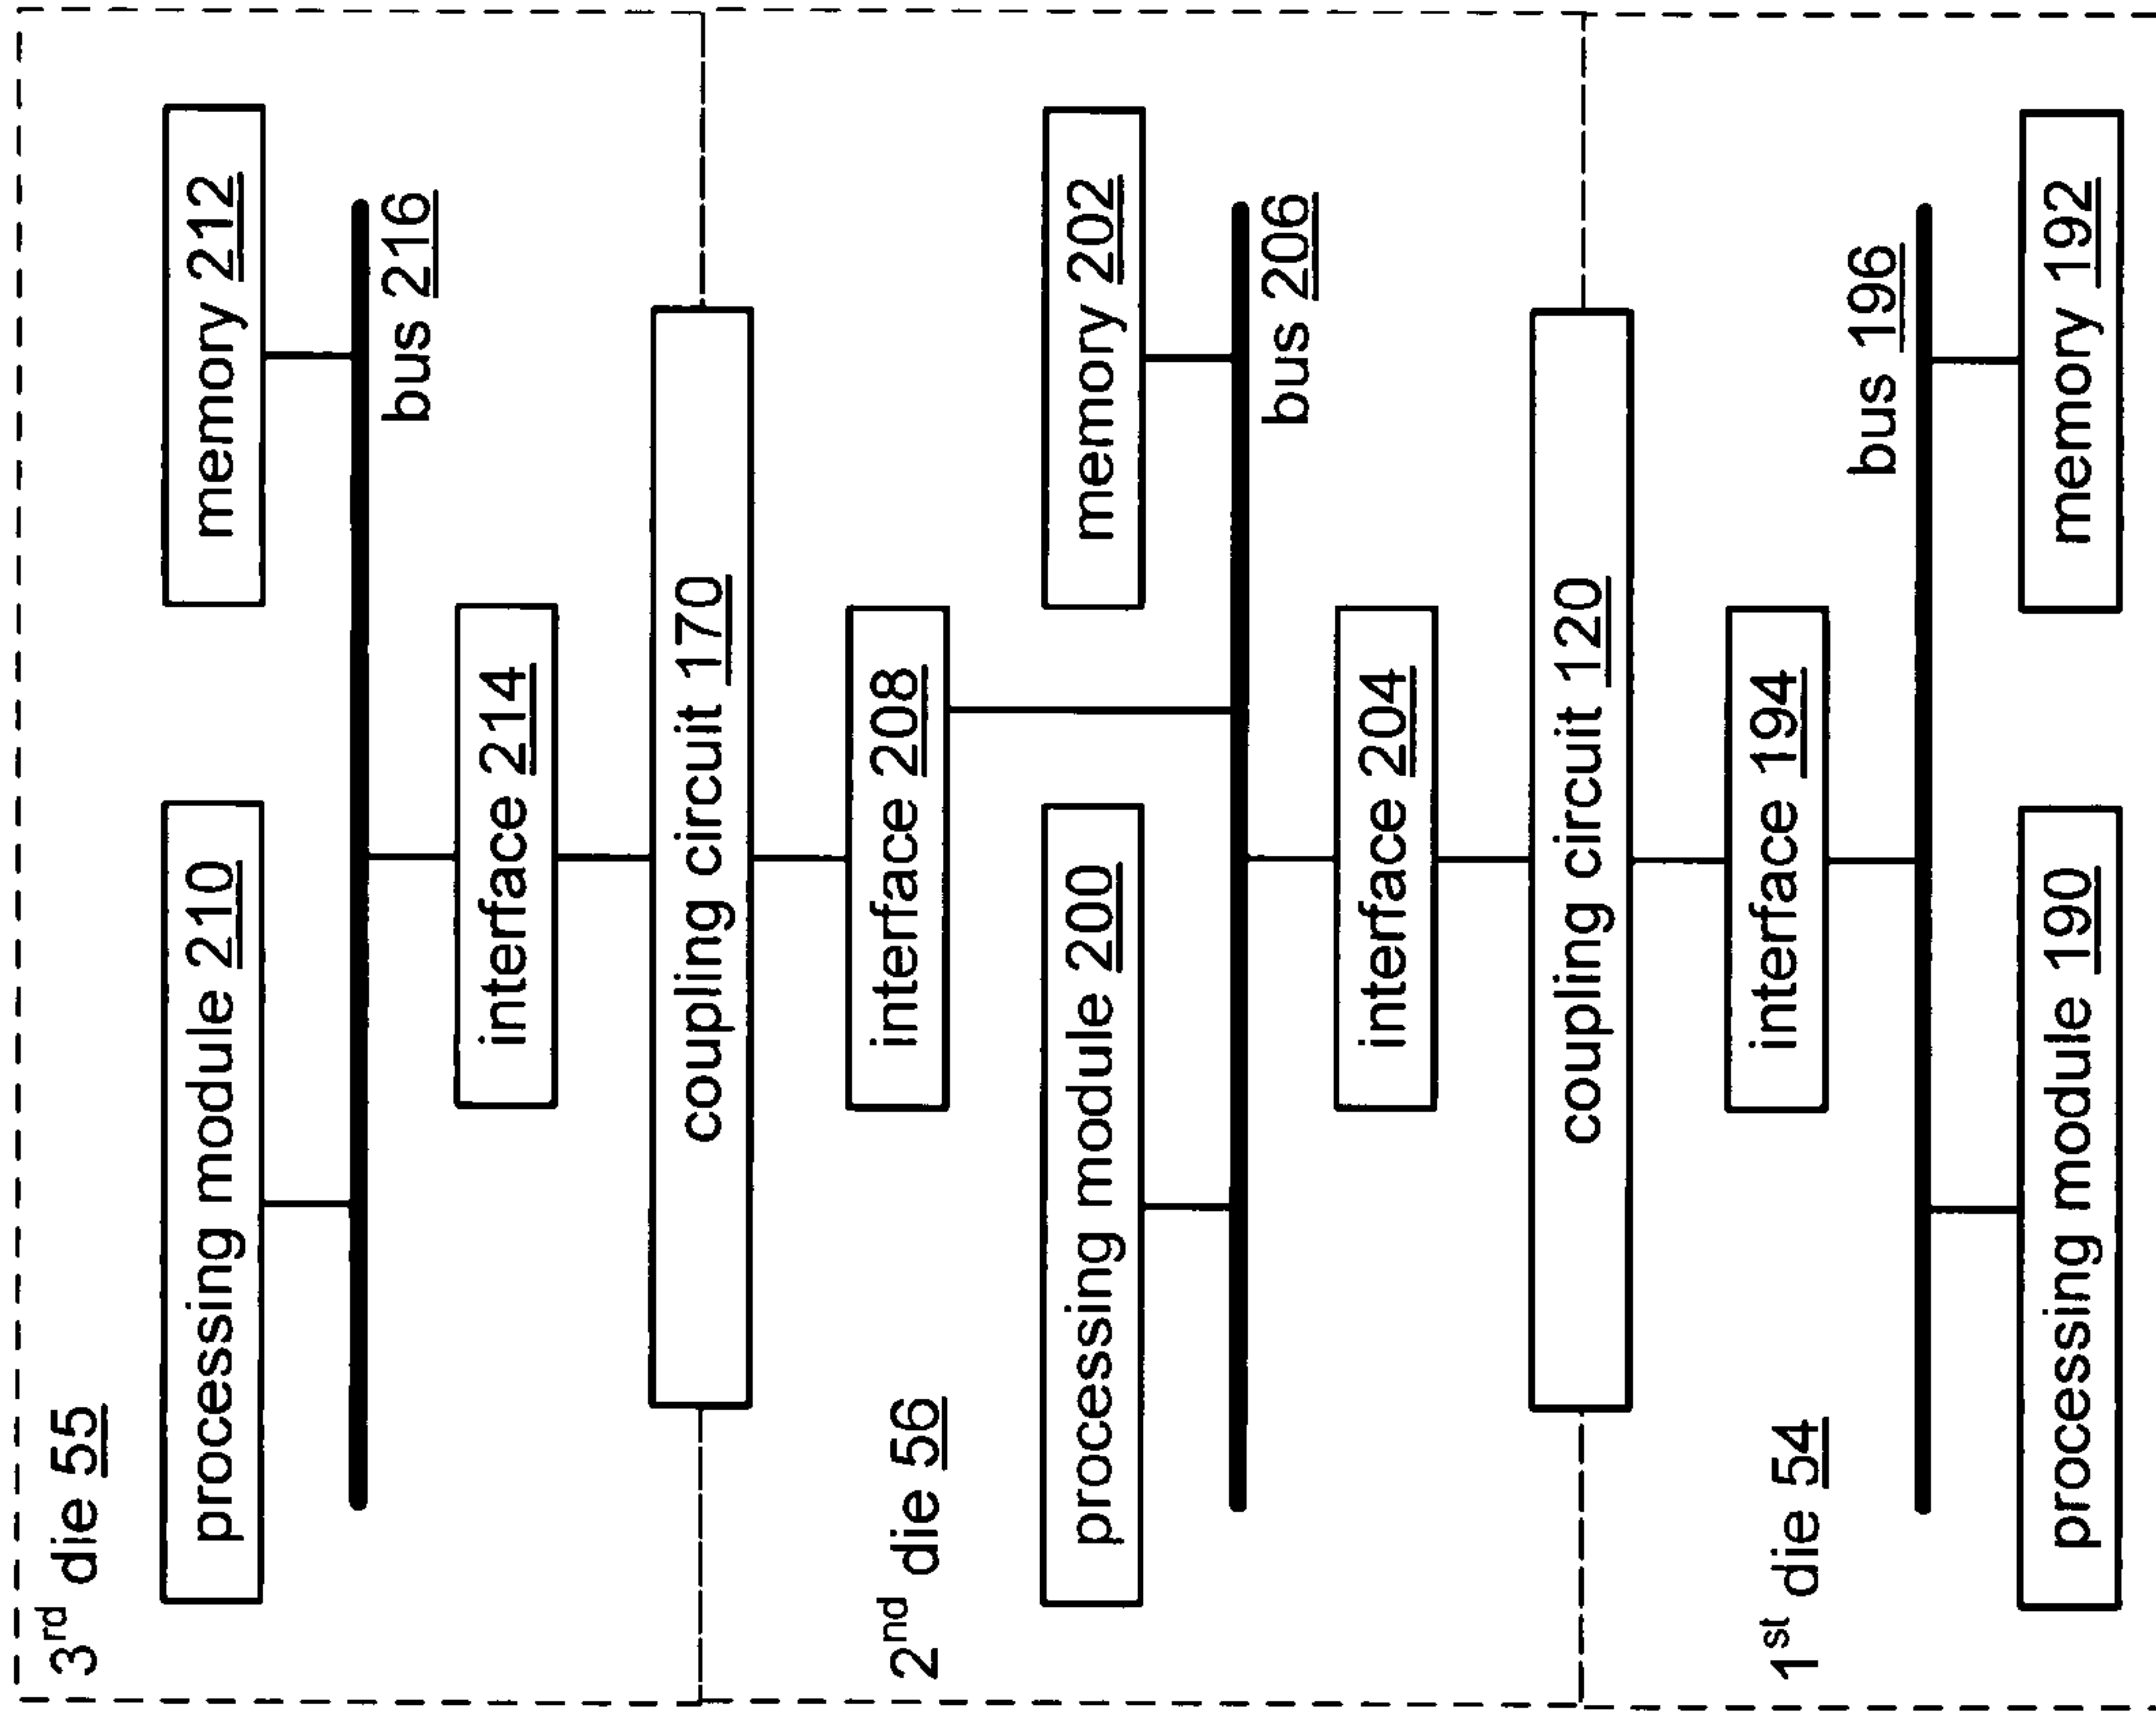 3rd die 55
processing module 210
memory 212
bus 216
interface 214
coupling circuit 170
interface 208
2nd die 56
processing module 200
memory 202
bus 206
interface 204
coupling circuit 120
interface 194
1st die 54
bus 196
processing module 190
memory 192